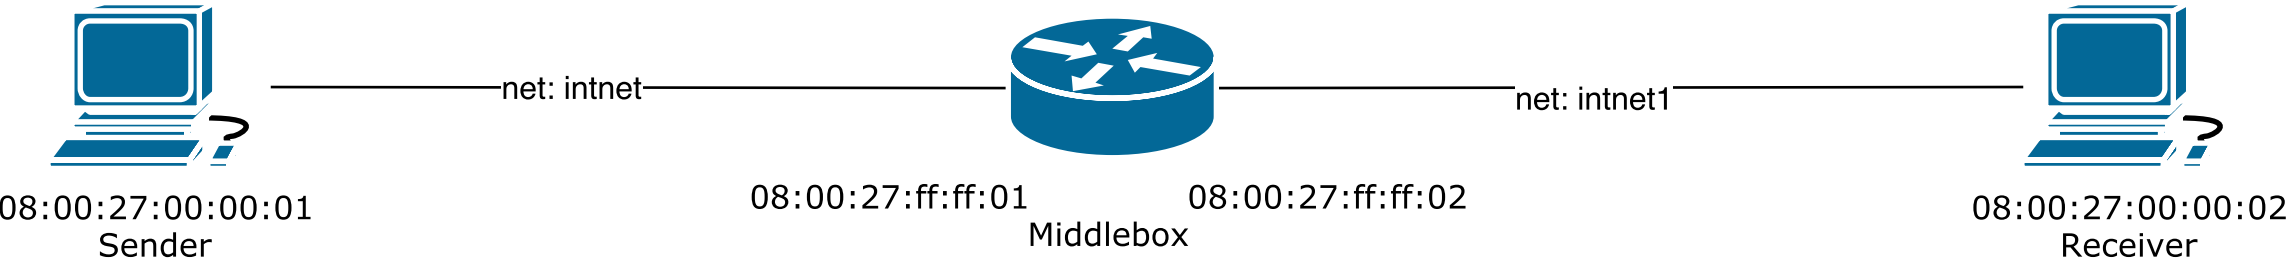 net: intnet
net: intnet1
08:00:27:00:00:01
Sender
08:00:27:ff:ff:01
08:00:27:ff:ff:02
Middlebox
08:00:27:00:00:02
Receiver